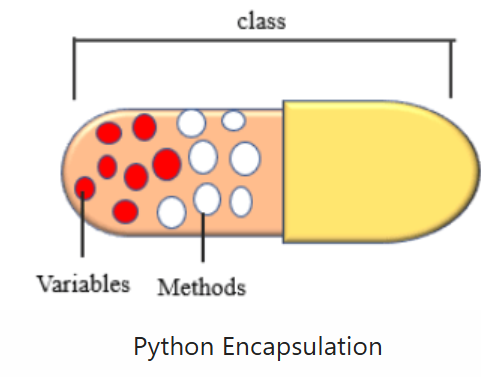 class
Variables
Methods
Python Encapsulation